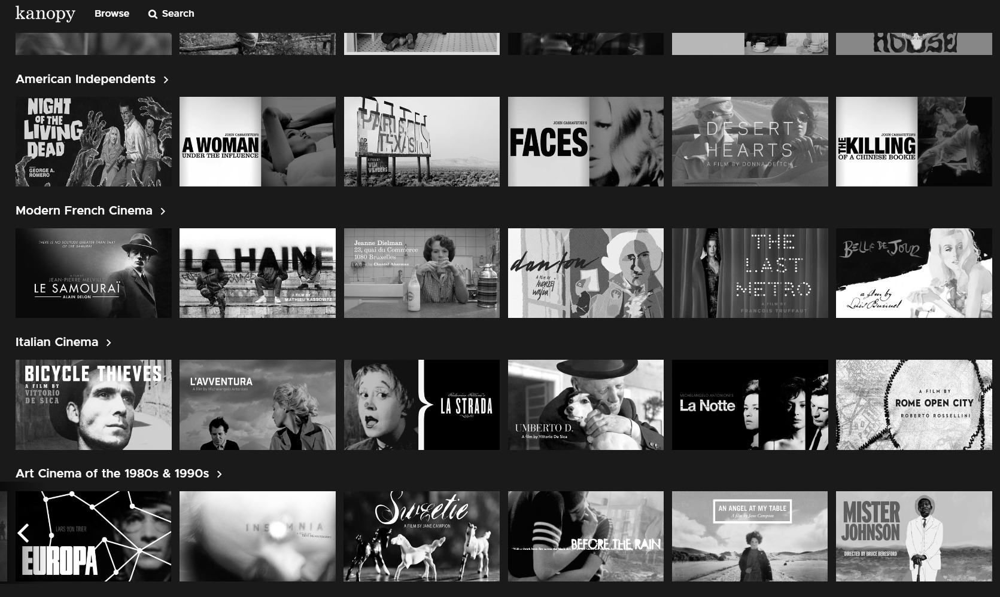 kanopy
Browse
Search
HOUSE
American Independents
NIGHT
OF THE
LIVING
DEAD
GEORGE A.
ROMERO
JOHN CASSAVETES'S
A WOMAN
UNDER THE INFLUENCE
PARIS
TEXAS
A FILM BY
WIM
WENDERS
JOHN CASSAVETES'S
FACES
DESERT
HEARTS
A FILM BY DONNA DEITCH
JOHN CASSAVETES'S
THE KILLING
OF A CHINESE BOOKIE
Modern French Cinema
THERE IS NO SOLITUDE GREATER THAN THAT
OF THE SAMURAI
A FILM BY
JEAN-PIERRE MELVILLE
LE SAMOURAÏ
ALAIN DELON
LA HAINE
A FILM BY
MATHIEU KASSOVITZ
Jeanne Dielman
23, quai du Commerce
1080 Bruxelles
A film by Chantal Akerman
danton
A FILM BY
ANDRZEJ
WAJDA
THE
LAST
METRO
A FILM BY
FRANÇOIS TRUFFAUT
BELLE DE JOUR
a film by
Luis Buñuel
Italian Cinema
BICYCLE THIEVES
A FILM BY
VITTORIO
DE SICA
L'AVVENTURA
A film by Michelangelo Antonioni
Federico Fellini's
LA STRADA
UMBERTO D.
A film by Vittorio De Sica
MICHELANGELO ANTONIONI'S
La Notte
A FILM BY
ROME OPEN CITY
ROBERTO ROSSELLINI
Art Cinema of the 1980s & 1990s
LARS VON TRIER
EUROPA
INSOMNIA
Sweetie
A FILM BY JANE CAMPION
BEFORE THE RAIN
AN ANGEL AT MY TABLE
A film by Jane Campion
MISTER
JOHNSON
DIRECTED BY BRUCE BERESFORD